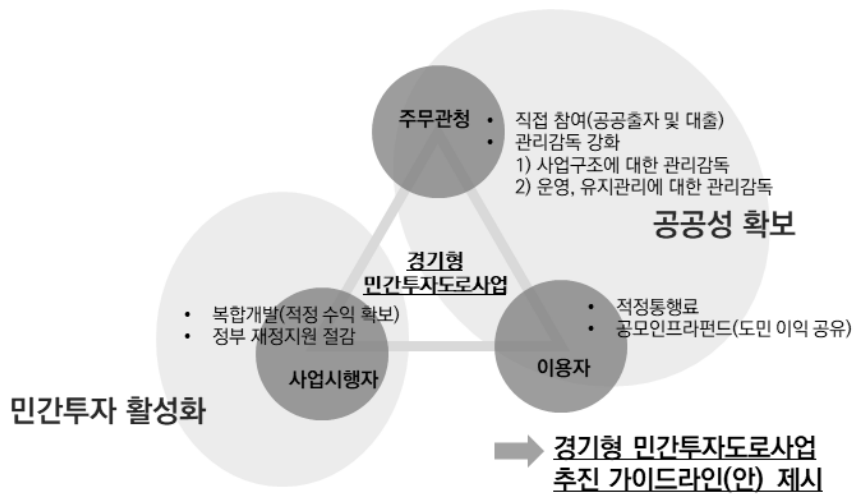 주무관청
• 직접 참여(공공출자 및 대출)
• 관리감독 강화
1) 사업구조에 대한 관리감독
2) 운영, 유지관리에 대한 관리감독
공공성 확보
경기형
민간투자도로사업
• 복합개발(적정 수익 확보)
• 정부 재정지원 절감
사업시행자
민간투자 활성화
• 적정통행료
• 공모인프라펀드(도민 이익 공유)
이용자
경기형 민간투자도로사업
추진 가이드라인(안) 제시